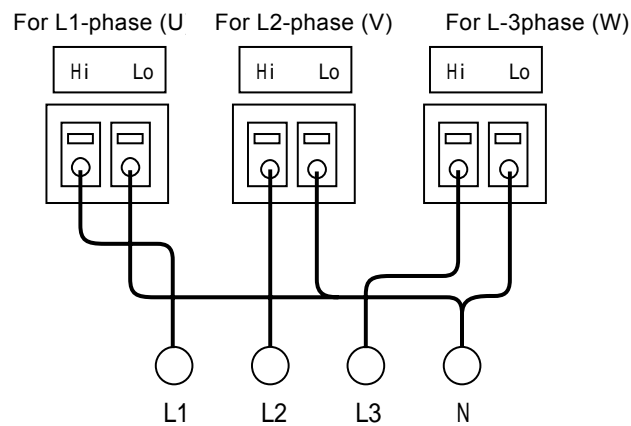 For L1-phase (U For L2-phase (V) For L-3phase (W)
Hi Lo Hi Lo Hi Lo
L1 L2 L3 N